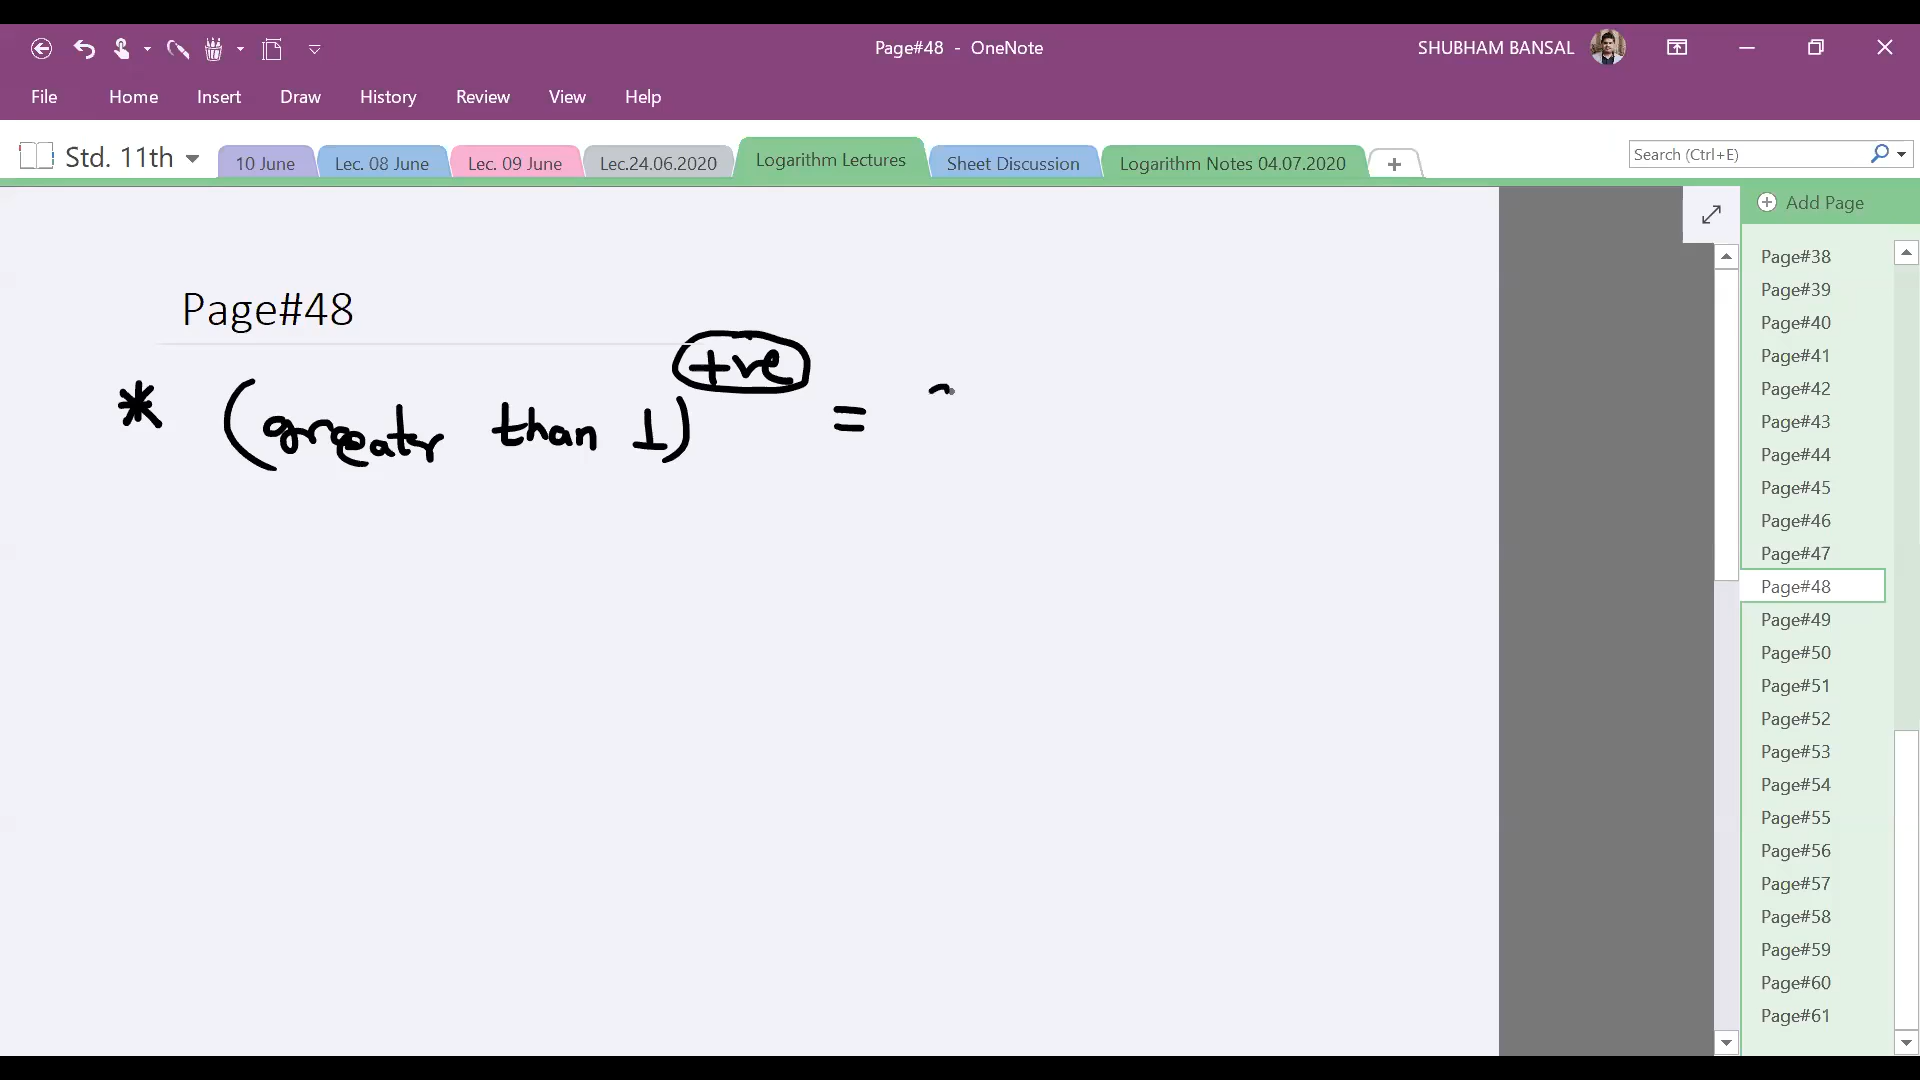 Page#48 - OneNote
SHUBHAM BANSAL
File Home Insert Draw History Review View Help
Std. 11th
10 June
Lec. 08 June
Lec. 09 June
Lec.24.06.2020
Logarithm Lectures
Sheet Discussion
Logarithm Notes 04.07.2020
+
Search (Ctrl+E)
Add Page
Page#48
* (greater than 1)^+ve =
Page#38
Page#39
Page#40
Page#41
Page#42
Page#43
Page#44
Page#45
Page#46
Page#47
Page#48
Page#49
Page#50
Page#51
Page#52
Page#53
Page#54
Page#55
Page#56
Page#57
Page#58
Page#59
Page#60
Page#61